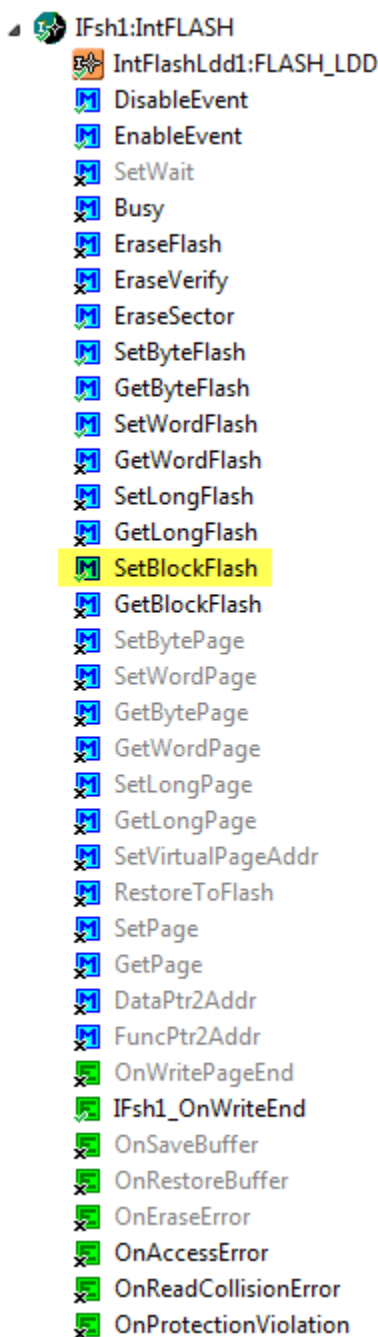 IFsh1:IntFLASH
IntFlashLdd1:FLASH_LDD
DisableEvent
EnableEvent
SetWait
Busy
EraseFlash
EraseVerify
EraseSector
SetByteFlash
GetByteFlash
SetWordFlash
GetWordFlash
SetLongFlash
GetLongFlash
SetBlockFlash
GetBlockFlash
SetBytePage
SetWordPage
GetBytePage
GetWordPage
SetLongPage
GetLongPage
SetVirtualPageAddr
RestoreToFlash
SetPage
GetPage
DataPtr2Addr
FuncPtr2Addr
OnWritePageEnd
IFsh1_OnWriteEnd
OnSaveBuffer
OnRestoreBuffer
OnEraseError
OnAccessError
OnReadCollisionError
OnProtectionViolation